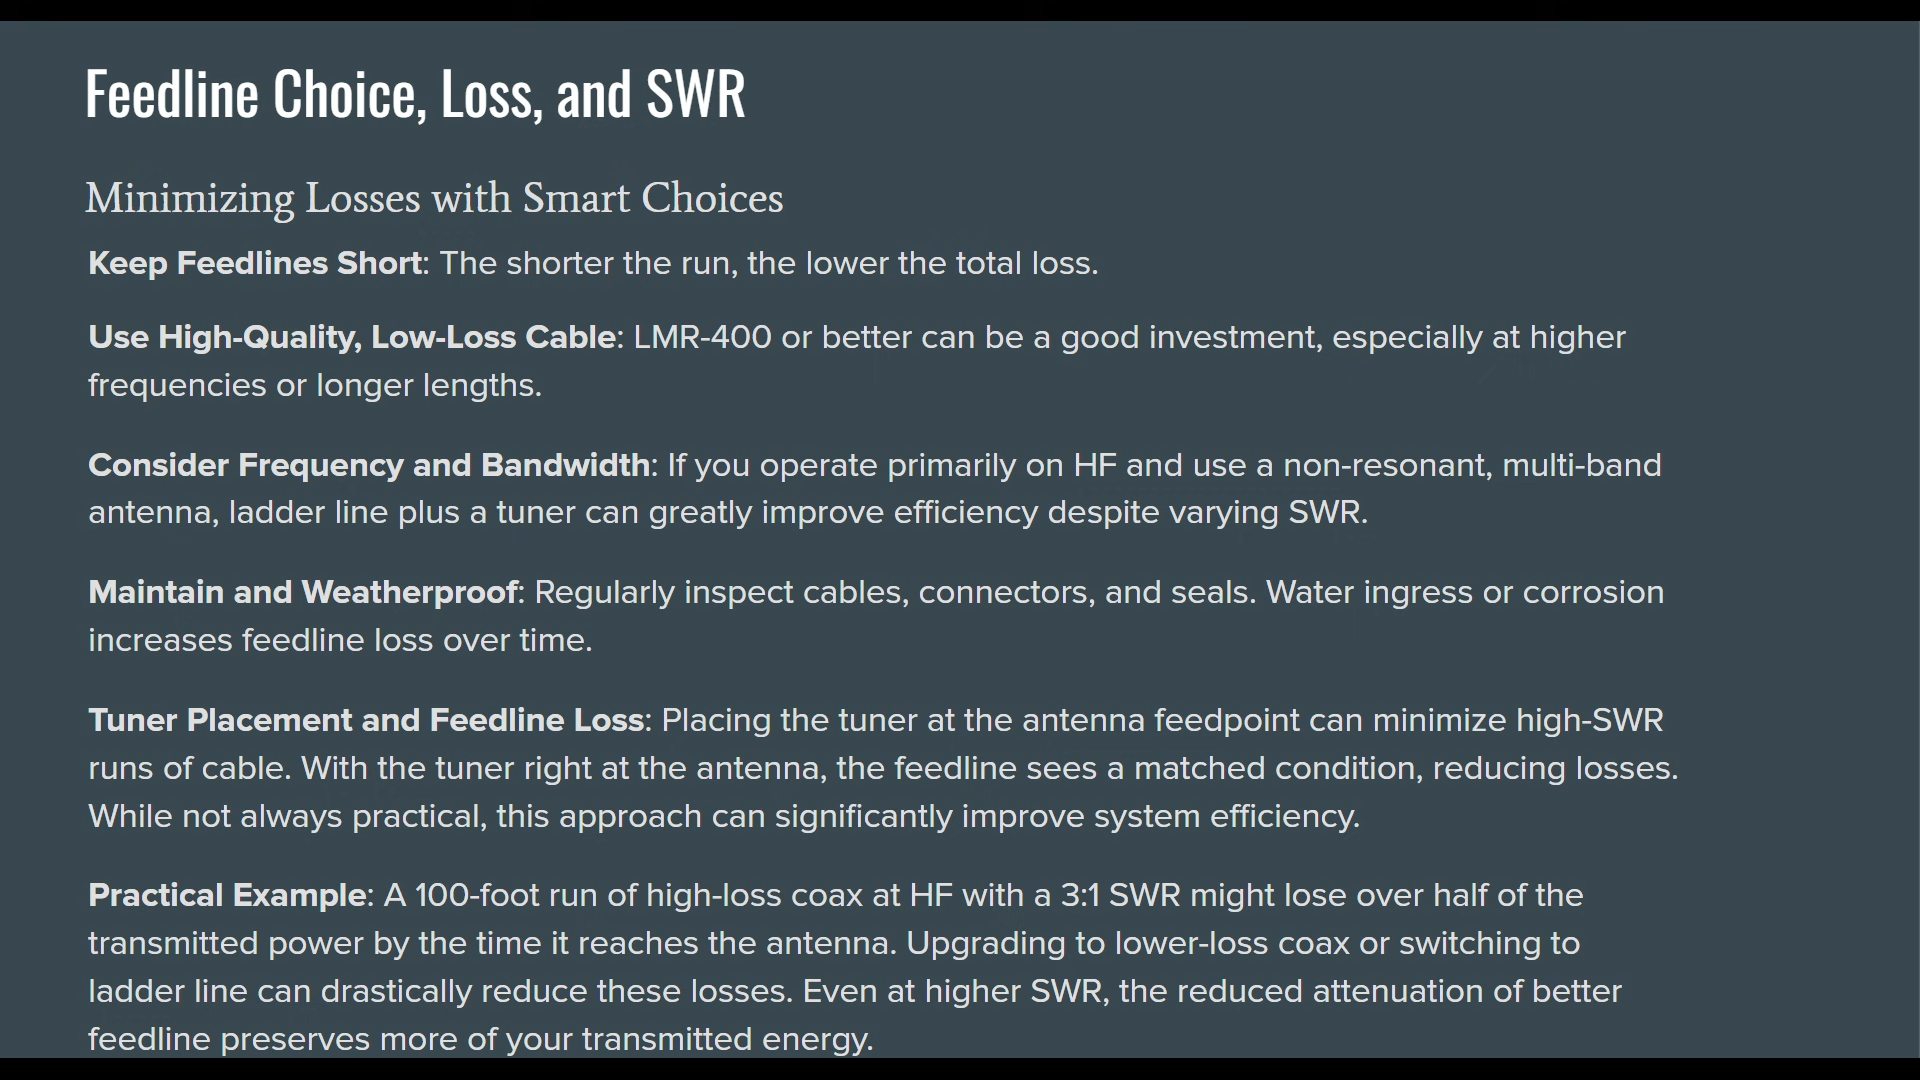 Feedline Choice, Loss, and SWR
Minimizing Losses with Smart Choices
Keep Feedlines Short: The shorter the run, the lower the total loss.
Use High-Quality, Low-Loss Cable: LMR-400 or better can be a good investment, especially at higher
frequencies or longer lengths.
Consider Frequency and Bandwidth: If you operate primarily on HF and use a non-resonant, multi-band
antenna, ladder line plus a tuner can greatly improve efficiency despite varying SWR.
Maintain and Weatherproof: Regularly inspect cables, connectors, and seals. Water ingress or corrosion
increases feedline loss over time.
Tuner Placement and Feedline Loss: Placing the tuner at the antenna feedpoint can minimize high-SWR
runs of cable. With the tuner right at the antenna, the feedline sees a matched condition, reducing losses.
While not always practical, this approach can significantly improve system efficiency.
Practical Example: A 100-foot run of high-loss coax at HF with a 3:1 SWR might lose over half of the
transmitted power by the time it reaches the antenna. Upgrading to lower-loss coax or switching to
ladder line can drastically reduce these losses. Even at higher SWR, the reduced attenuation of better
feedline preserves more of your transmitted energy.